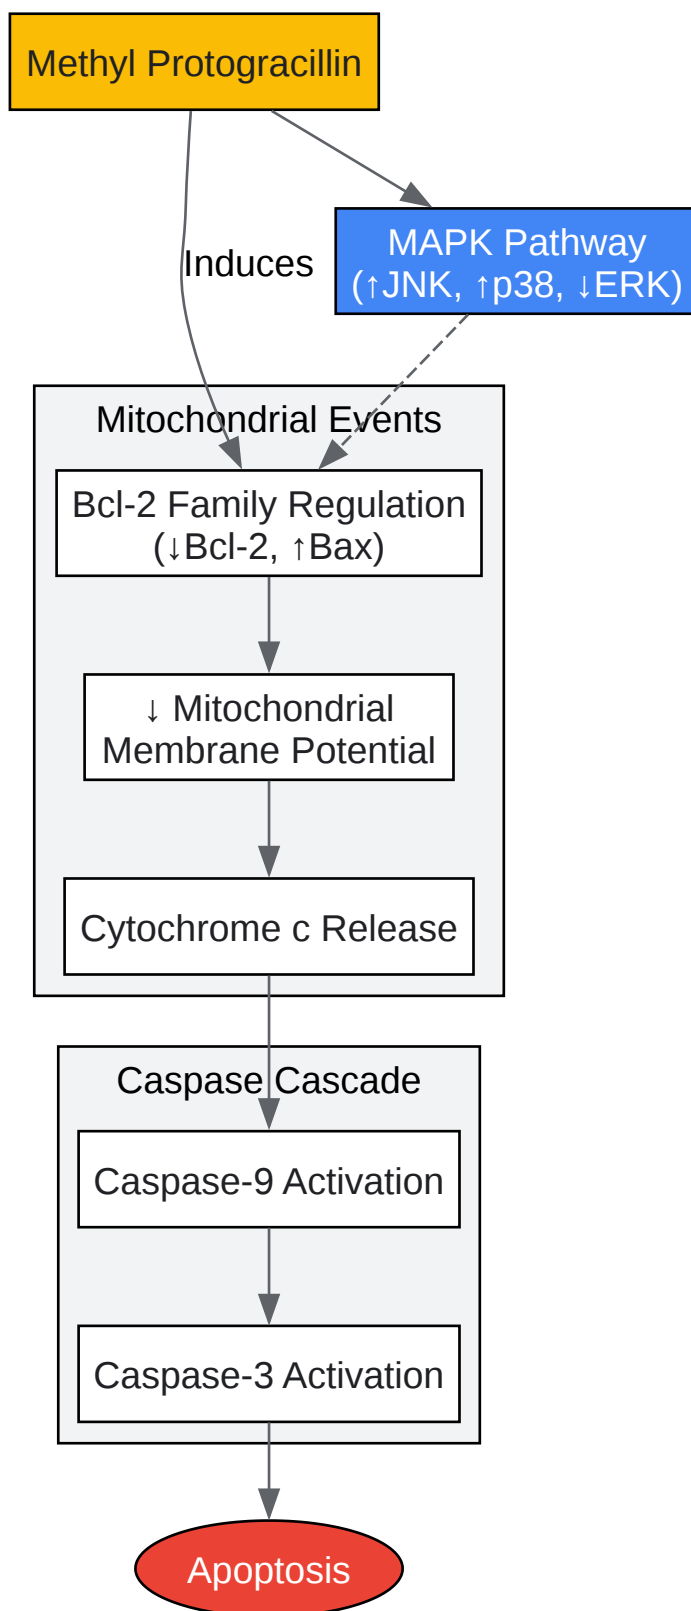 Methyl Protogracillin
MAPK Pathway
(↑JNK, ↑p38, ↓ERK)
Induces
Mitochondrial Events
Bcl-2 Family Regulation
(↓Bcl-2, ↑Bax)
↓ Mitochondrial
Membrane Potential
Cytochrome c Release
Caspase Cascade
Caspase-9 Activation
Caspase-3 Activation
Apoptosis